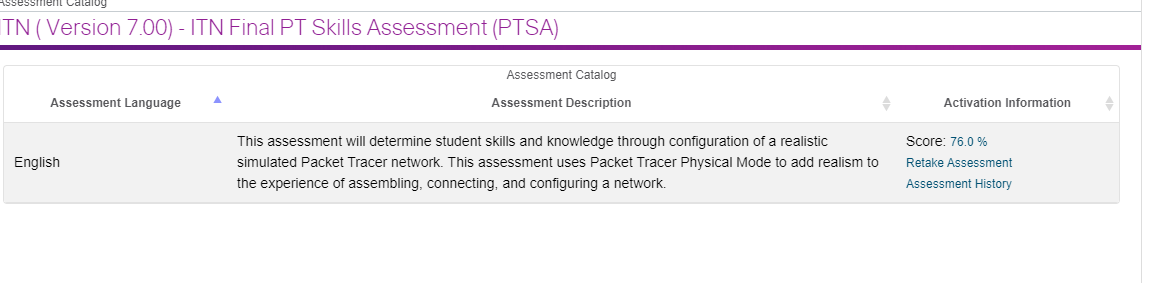 Assessment Catalog
ITN ( Version 7.00) - ITN Final PT Skills Assessment (PTSA)
Assessment Catalog
Assessment Language Assessment Description Activation Information
English
This assessment will determine student skills and knowledge through configuration of a realistic
simulated Packet Tracer network. This assessment uses Packet Tracer Physical Mode to add realism to
the experience of assembling, connecting, and configuring a network.
Score: 76.0 %
Retake Assessment
Assessment History